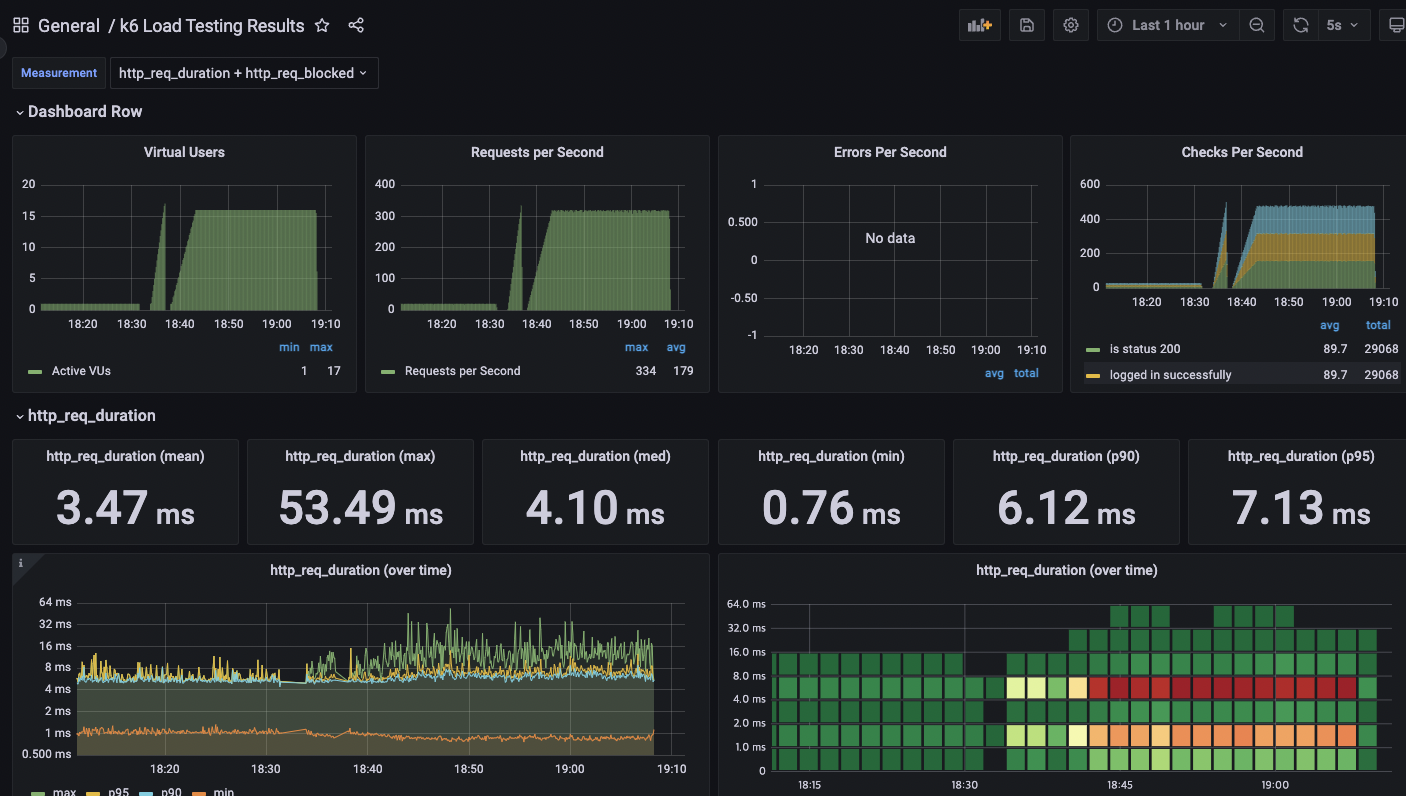 General / k6 Load Testing Results
Last 1 hour
5s
Measurement
http_req_duration + http_req_blocked
Dashboard Row
Virtual Users
20
15
10
5
0
18:20 18:30 18:40 18:50 19:00 19:10
min max
Active VUs 1 17
Requests per Second
400
300
200
100
0
18:20 18:30 18:40 18:50 19:00 19:10
max avg
Requests per Second 334 179
Errors Per Second
1
0.500
0
-0.50
-1
No data
18:20 18:30 18:40 18:50 19:00 19:10
avg total
Checks Per Second
600
400
200
0
18:20 18:30 18:40 18:50 19:00 19:10
avg total
is status 200 89.7 29068
logged in successfully 89.7 29068
http_req_duration
http_req_duration (mean)
3.47 ms
http_req_duration (max)
53.49 ms
http_req_duration (med)
4.10 ms
http_req_duration (min)
0.76 ms
http_req_duration (p90)
6.12 ms
http_req_duration (p95)
7.13 ms
i
http_req_duration (over time)
64 ms
32 ms
16 ms
8 ms
4 ms
2 ms
1 ms
0.500 ms
18:20 18:30 18:40 18:50 19:00 19:10
max p95 p90 min
http_req_duration (over time)
64.0 ms
32.0 ms
16.0 ms
8.0 ms
4.0 ms
2.0 ms
1.0 ms
0
18:15 18:30 18:45 19:00